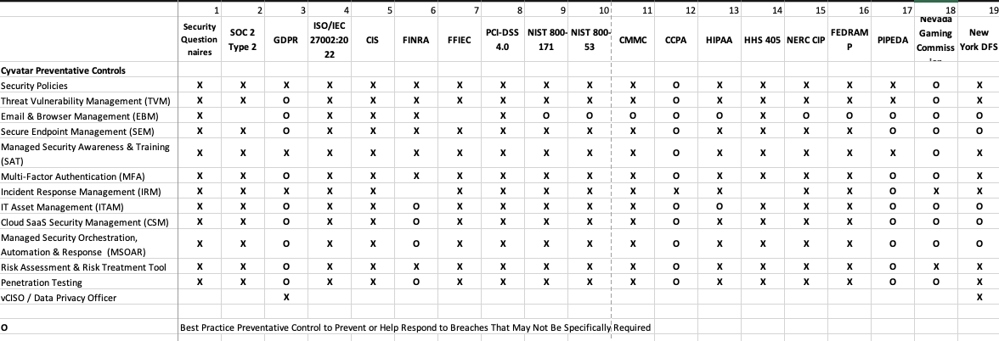 1 2 3 4 5 6 7 8 9 10 11 12 13 14 15 16 17 18 19
Security Question naires SOC 2 Type 2 GDPR ISO/IEC 27002:20 22 CIS FINRA FFIEC PCI-DSS 4.0 NIST 800-171 NIST 800-53 CMMC CCPA HIPAA HHS 405 NERC CIP FEDRAM P PIPEDA Nevada Gaming Commiss New York DFS
Cyvatar Preventative Controls
Security Policies X X X X X X X X X X X O X X X X X O X
Threat Vulnerability Management (TVM) X X O X X X X X X X X O X X X X X O X
Email & Browser Management (EBM) X O X X X X O O O O O X O O O O O
Secure Endpoint Management (SEM) X X O X X X X X X X X O X X X X O O O
Managed Security Awareness & Training
(SAT) X X X X X X X X X X X O X X X X X O X
Multi-Factor Authentication (MFA) X X O X X X X X X X X O X X X X O O X
Incident Response Management (IRM) X X X X X X X X X X X X X X O X X
IT Asset Management (ITAM) X X O X X O X X X X X O O X X X O O O
Cloud SaaS Security Management (CSM) X X O X X O X X X X X O X X X X O O O
Managed Security Orchestration,
Automation & Response (MSOAR) X X O X X O X X X X X O X X X X O O O
Risk Assessment & Risk Treatment Tool X X O X X X X X X X X O X X X X O X X
Penetration Testing X X O X X O X X X X X O X X X X O O X
vCISO / Data Privacy Officer X X
O Best Practice Preventative Control to Prevent or Help Respond to Breaches That May Not Be Specifically Required